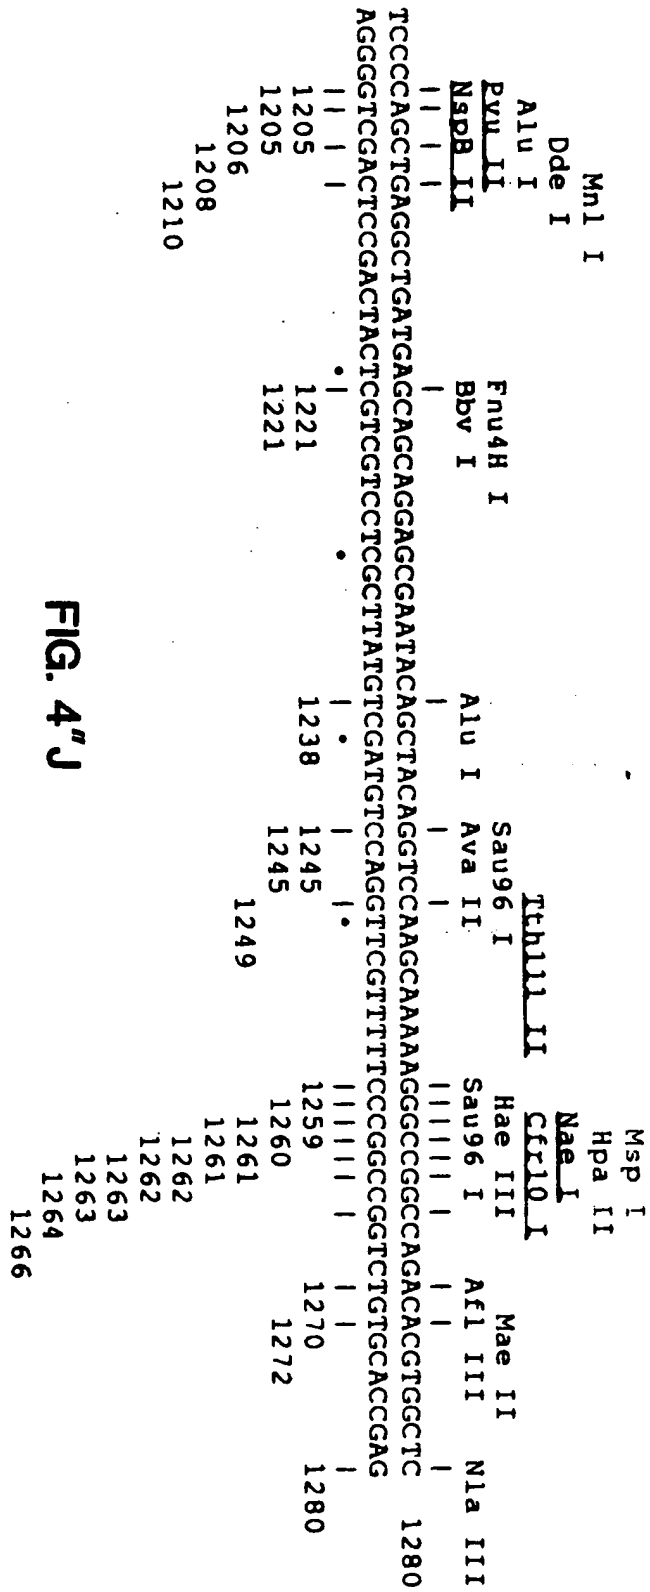 Msp I
Mnl I Hpa II
Dde I Nae I
Alu I Tth111 II Cfr10 I
Pvu II Fnu4H I Sau96 I Hae III Mae II
NspB II Bbv I Alu I Ava II Sau96 I Afl III Nla III
TCCCCAGCTGAGGCTGATGAGCAGCAGGAGCGAATACAGCTACAGGTCCAAGCAAAAGGGCCGGCCAGACACGTGGCTC 1280
AGGGGTCGACTCCGACTACTCGTCGTCCTCGCTTATGTCGATGTCCAGGTTCGTTTTCCCGGCCGGTCTGTGCACCGAG
1205 1221 1238 1245 1259 1270 1280
1205 1221 1245 1260 1272
1206 1249 1261
1208 1261
1210 1262
1262
1263
1263
1264
1266
FIG. 4"J